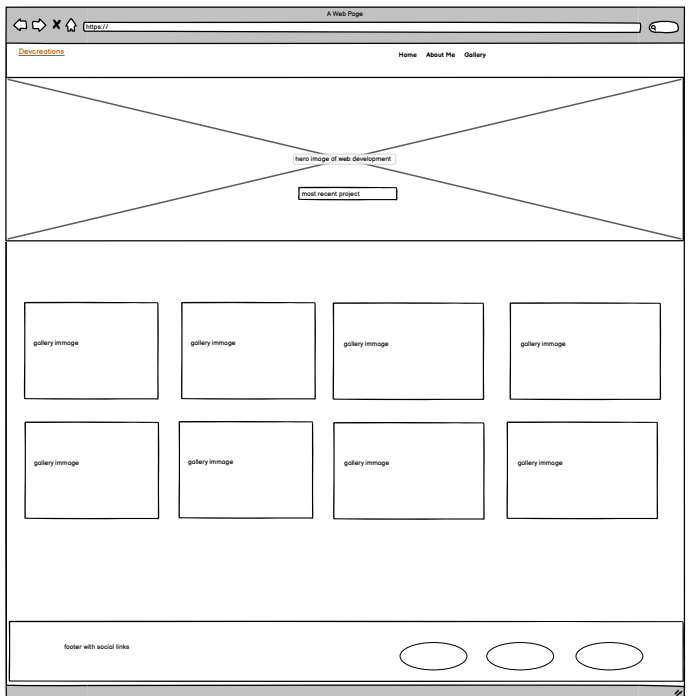 A Web Page
https://
Devcreations
Home About Me Gallery
hero image of web development
most recent project
gallery immage
gallery immage
gallery immage
gallery immage
gallery immage
gallery immage
gallery immage
gallery immage
footer with social links